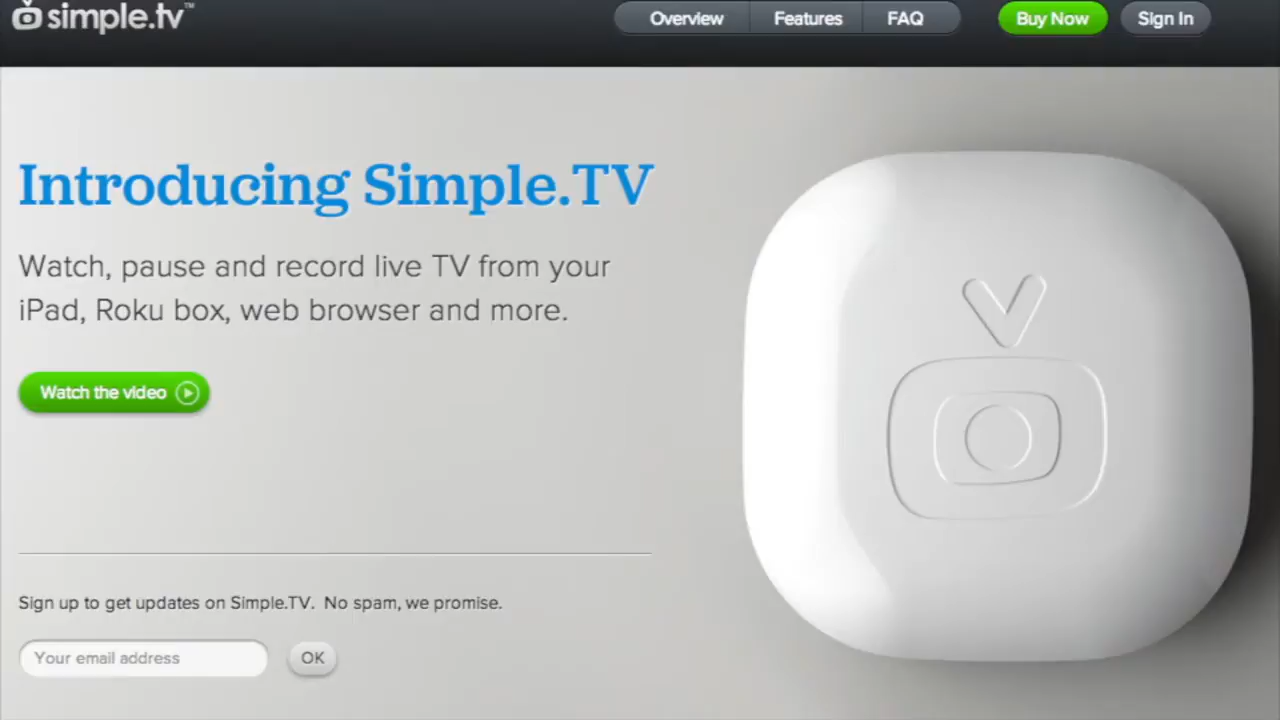 simple.tv™
Overview
Features
FAQ
Buy Now
Sign In
Introducing Simple.TV
Watch, pause and record live TV from your
iPad, Roku box, web browser and more.
Watch the video
Sign up to get updates on Simple.TV. No spam, we promise.
Your email address
OK